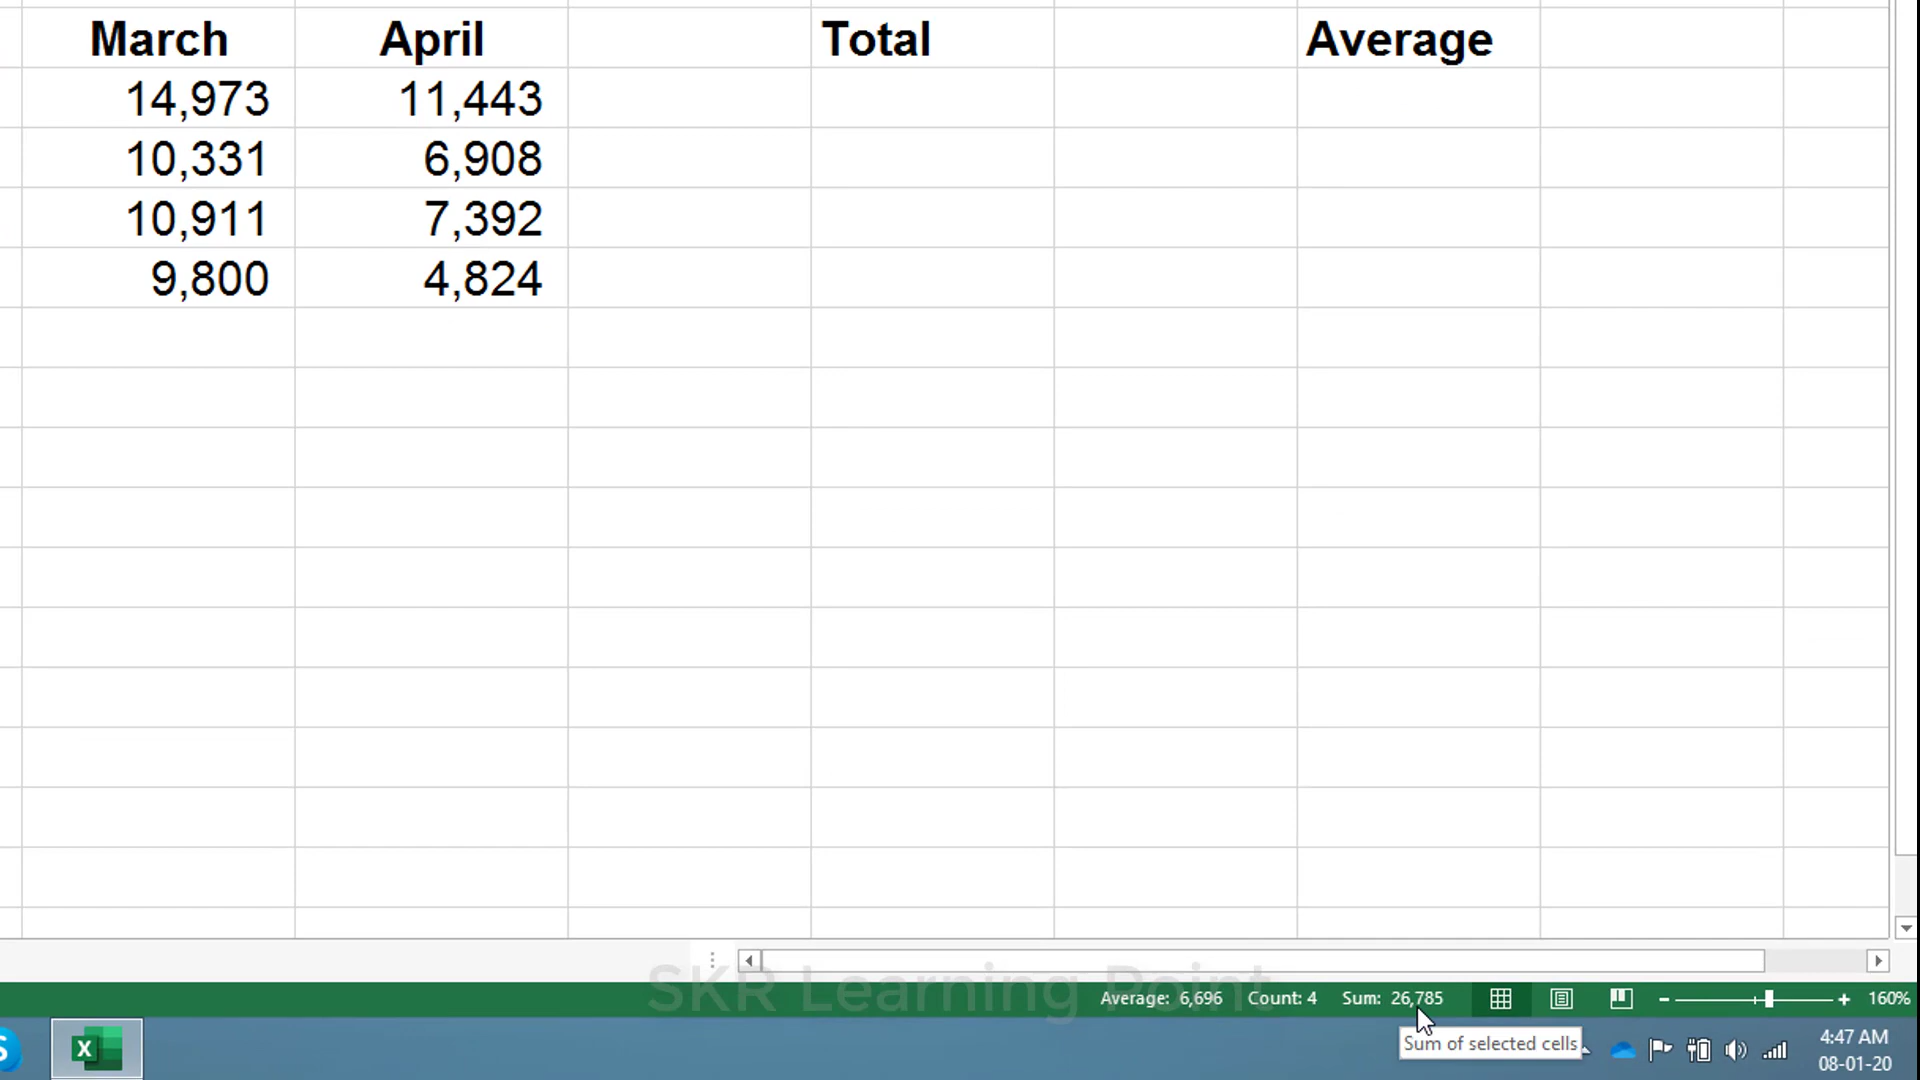 March April Total Average
14,973 11,443
10,331 6,908
10,911 7,392
9,800 4,824
SKR Learning Point
Average: 6,696 Count: 4 Sum: 26,785 160%
Sum of selected cells
4:47 AM
08-01-20